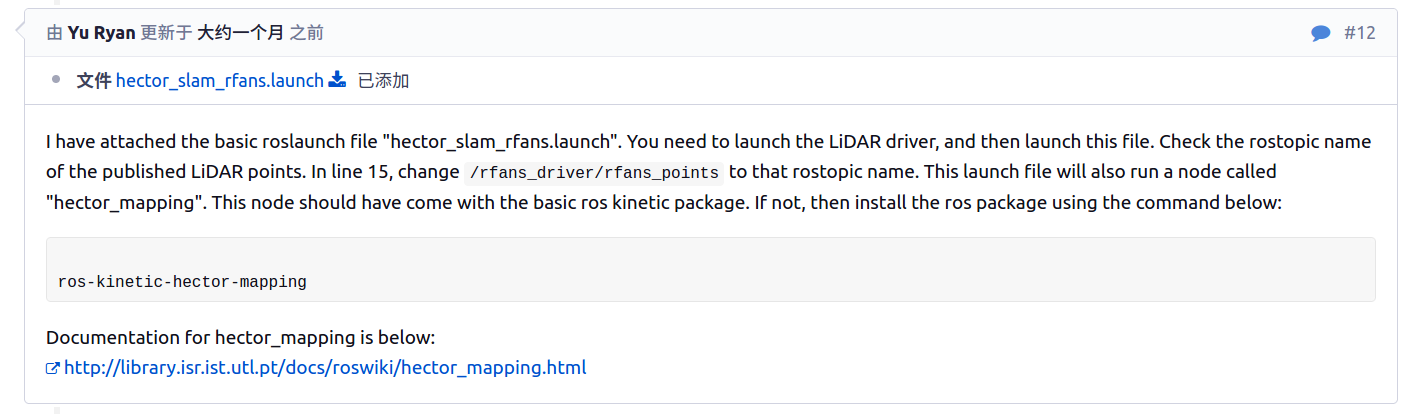 由 Yu Ryan 更新于 大约一个月 之前
#12
文件 hector_slam_rfans.launch 已添加
I have attached the basic roslaunch file "hector_slam_rfans.launch". You need to launch the LiDAR driver, and then launch this file. Check the rostopic name
of the published LiDAR points. In line 15, change /rfans_driver/rfans_points to that rostopic name. This launch file will also run a node called
"hector_mapping". This node should have come with the basic ros kinetic package. If not, then install the ros package using the command below:
ros-kinetic-hector-mapping
Documentation for hector_mapping is below:
http://library.isr.ist.utl.pt/docs/roswiki/hector_mapping.html